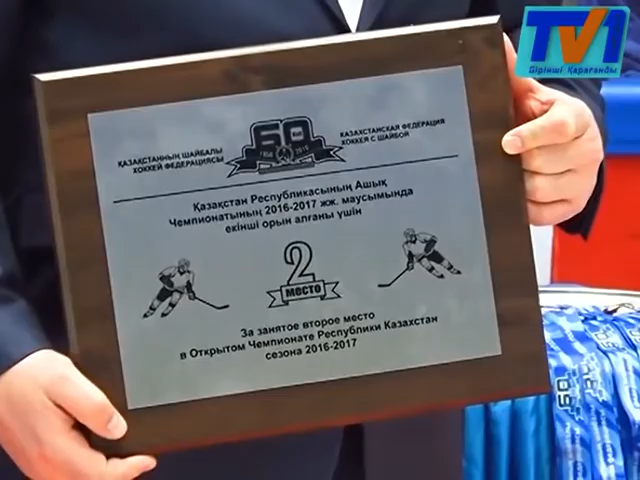 TV1
Бірінші Қарағанды
ҚАЗАҚСТАННЫҢ ШАЙБАЛЫ
ХОККЕЙ ФЕДЕРАЦИЯСЫ
60
КАЗАХСТАНСКАЯ ФЕДЕРАЦИЯ
ХОККЕЯ С ШАЙБОЙ
Қазақстан Республикасының Ашық
Чемпионатының 2016-2017 жж. маусымында
екінші орын алғаны үшін
2
МЕСТО
За занятое второе место
в Открытом Чемпионате Республики Казахстан
сезона 2016-2017
60